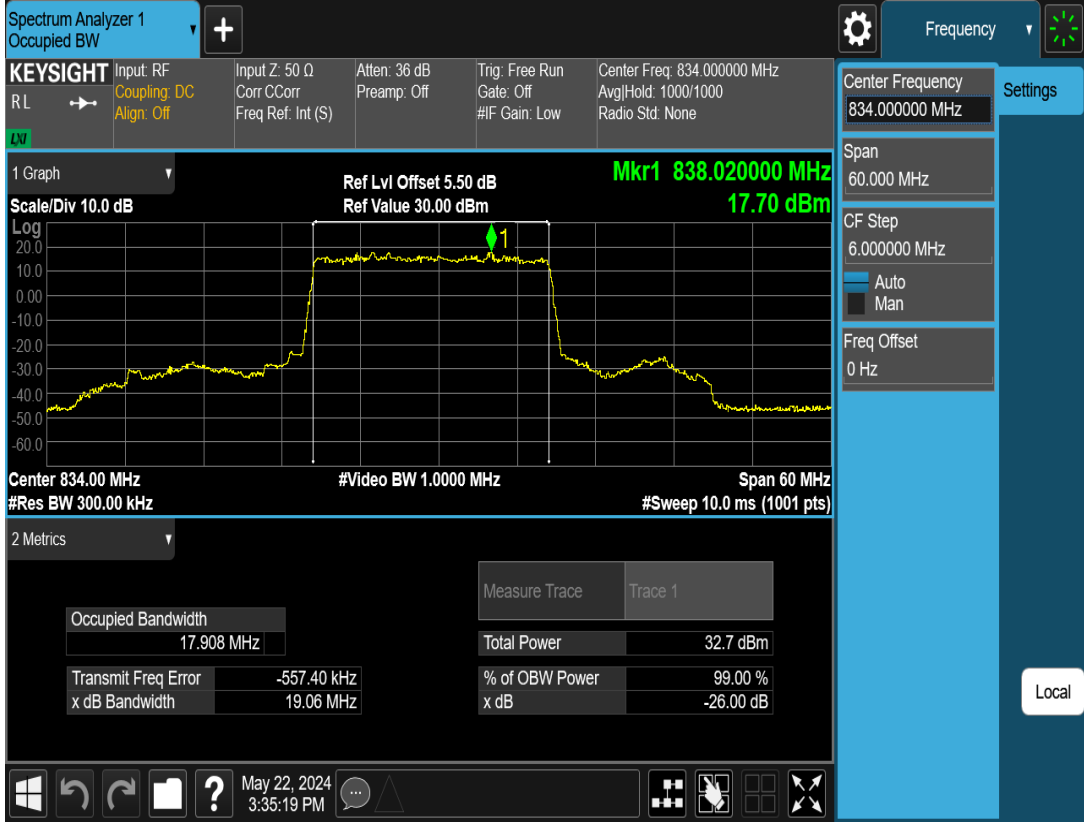 Spectrum Analyzer 1
Occupied BW
Frequency
KEYSIGHT
RL
LXI
Input: RF
Coupling: DC
Align: Off
Input Z: 50 Ω
Corr CCorr
Freq Ref: Int (S)
Atten: 36 dB
Preamp: Off
Trig: Free Run
Gate: Off
#IF Gain: Low
Center Freq: 834.000000 MHz
Avg|Hold: 1000/1000
Radio Std: None
Center Frequency
834.000000 MHz
Settings
Span
60.000 MHz
CF Step
6.000000 MHz
Auto
Man
Freq Offset
0 Hz
1 Graph
Scale/Div 10.0 dB
Ref Lvl Offset 5.50 dB
Ref Value 30.00 dBm
Mkr1 838.020000 MHz
17.70 dBm
Log
1
20.0
10.0
0.00
-10.0
-20.0
-30.0
-40.0
-50.0
-60.0
Center 834.00 MHz
#Video BW 1.0000 MHz
Span 60 MHz
#Res BW 300.00 kHz
#Sweep 10.0 ms (1001 pts)
2 Metrics
Measure Trace
Trace 1
Occupied Bandwidth
17.908 MHz
Total Power
32.7 dBm
Transmit Freq Error
-557.40 kHz
% of OBW Power
99.00 %
x dB Bandwidth
19.06 MHz
x dB
-26.00 dB
Local
?
May 22, 2024
3:35:19 PM